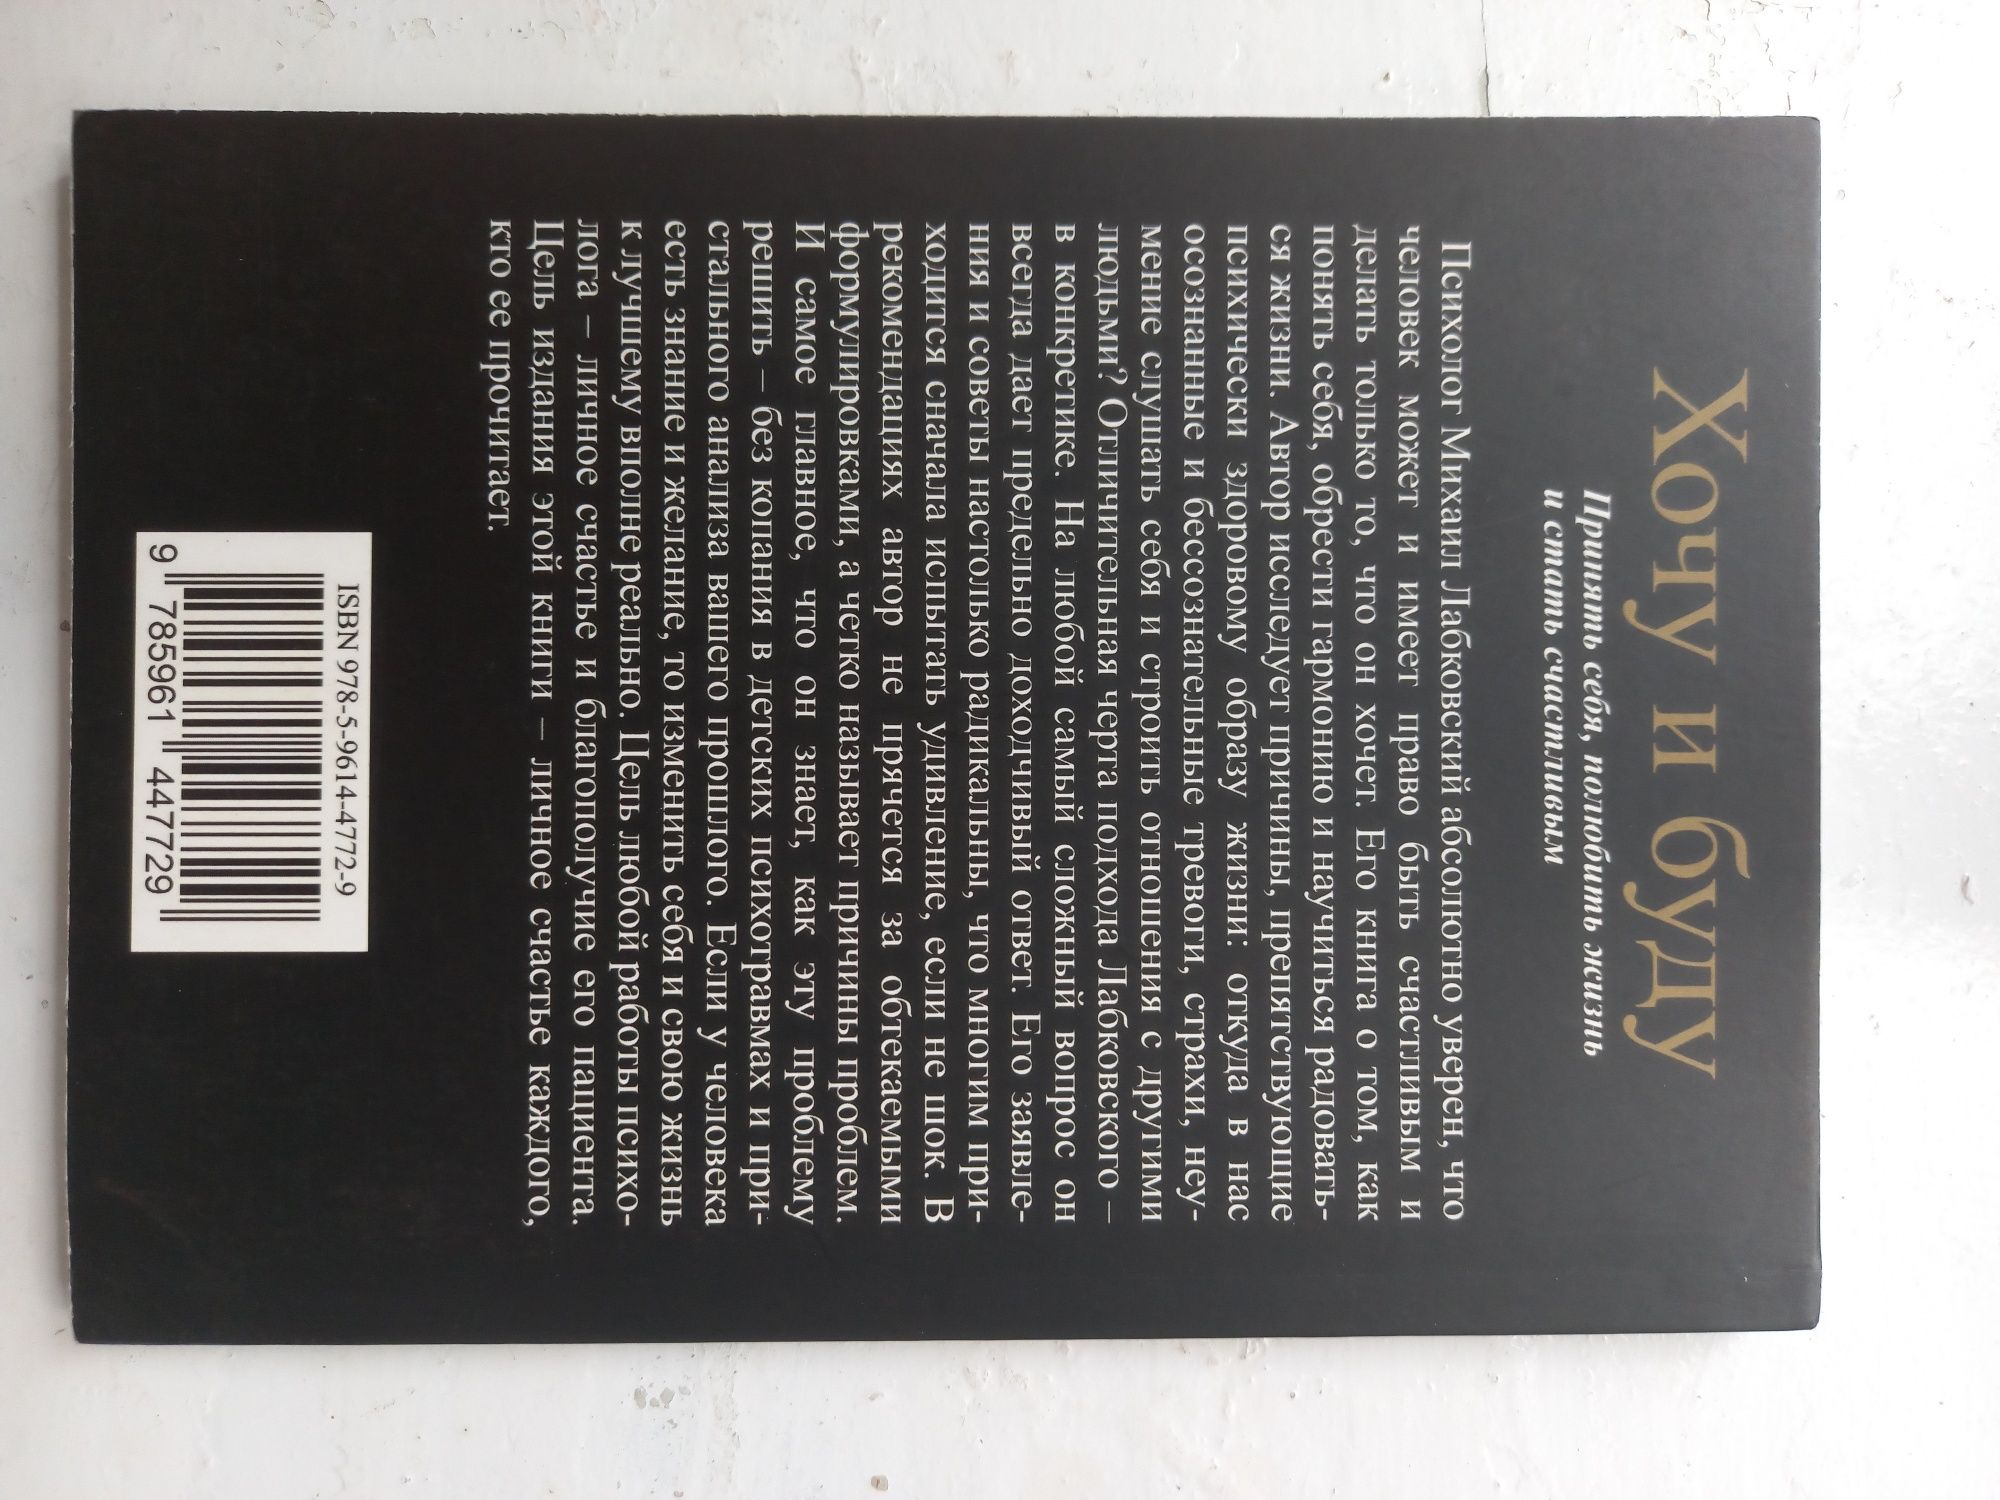 Хочу и буду
Принять себя, полюбить жизнь
и стать счастливым
Психолог Михаил Лабковский абсолютно уверен, что
человек может и имеет право быть счастливым и
делать только то, что он хочет. Его книга о том, как
понять себя, обрести гармонию и научиться радовать-
ся жизни. Автор исследует причины, препятствующие
психически здоровому образу жизни: откуда в нас
осознанные и бессознательные тревоги, страхи, неу-
мение слушать себя и строить отношения с другими
людьми? Отличительная черта подхода Лабковского –
в конкретике. На любой самый сложный вопрос он
всегда дает предельно доходчивый ответ. Его заявле-
ния и советы настолько радикальны, что многим при-
ходится сначала испытать удивление, если не шок. В
рекомендациях автор не прячется за обтекаемыми
формулировками, а четко называет причины проблем.
И самое главное, что он знает, как эту проблему
решить – без копания в детских психотравмах и при-
стального анализа вашего прошлого. Если у человека
есть знание и желание, то изменить себя и свою жизнь
к лучшему вполне реально. Цель любой работы психо-
лога – личное счастье и благополучие его пациента.
Цель издания этой книги – личное счастье каждого,
кто ее прочитает.
ISBN 978-5-9614-4772-9
9 785961 447729